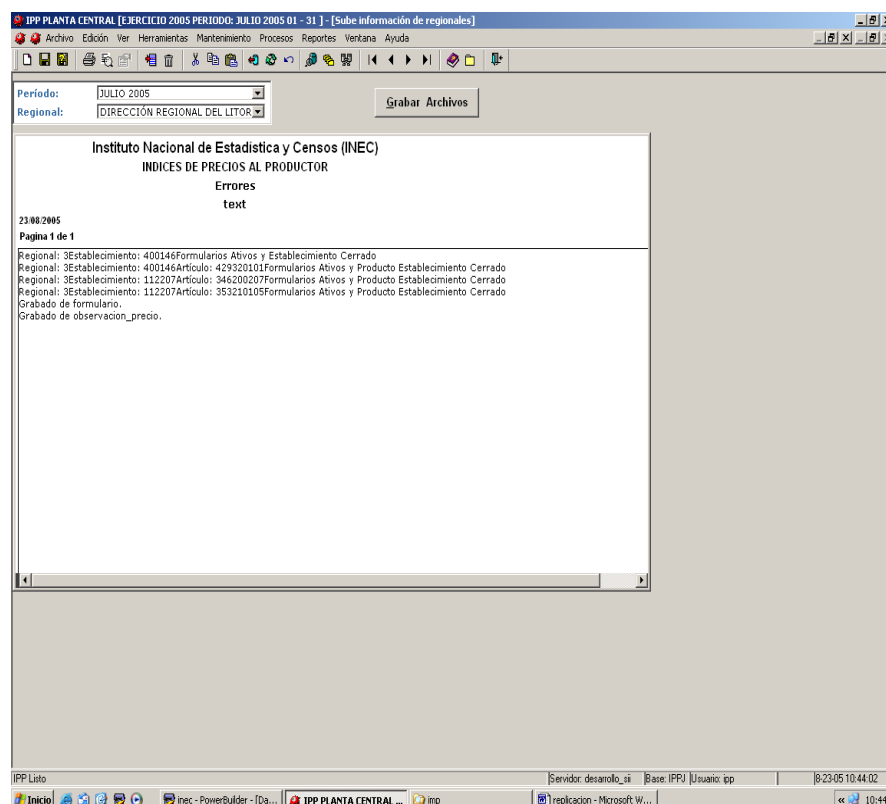 IPP PLANTA CENTRAL [EJERCICIO 2005 PERIODO: JULIO 2005 01 - 31 ] - [Sube información de regionales]
Archivo Edición Ver Herramientas Mantenimiento Procesos Reportes Ventana Ayuda
Período: JULIO 2005
Regional: DIRECCIÓN REGIONAL DEL LITOR
Grabar Archivos
Instituto Nacional de Estadistica y Censos (INEC)
INDICES DE PRECIOS AL PRODUCTOR
Errores
text
23/08/2005
Pagina 1 de 1
Regional: 3Establecimiento: 400146Formularios Ativos y Establecimiento Cerrado
Regional: 3Establecimiento: 400146Artículo: 429320101Formularios Ativos y Producto Establecimiento Cerrado
Regional: 3Establecimiento: 112207Artículo: 346200207Formularios Ativos y Producto Establecimiento Cerrado
Regional: 3Establecimiento: 112207Artículo: 353210105Formularios Ativos y Producto Establecimiento Cerrado
Grabado de formulario.
Grabado de observacion_precio.
IPP Listo
Servidor: desarrollo_sii Base: IPPJ Usuario: ipp 8-23-05 10:44:02
Inicio inec - PowerBuilder - [Da... IPP PLANTA CENTRAL ... imp replicacion - Microsoft W...